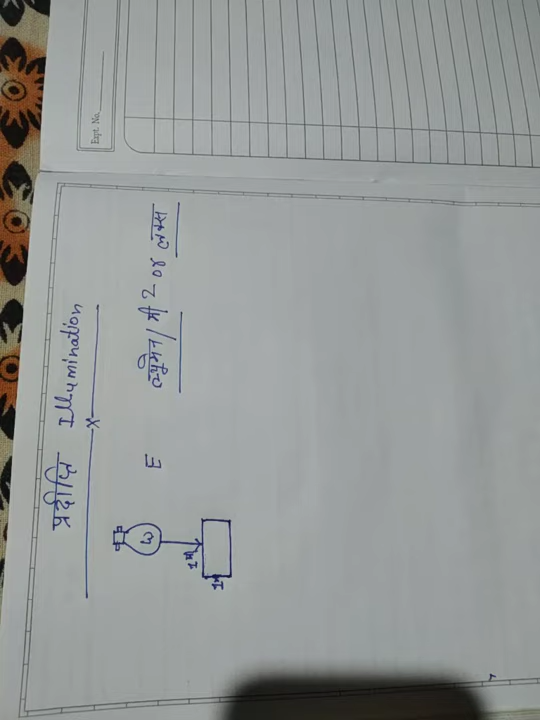 Expt. No.
प्रदीप्ति Illumination
x
E ल्युमेन/मी² or लक्स
1मी
1मी